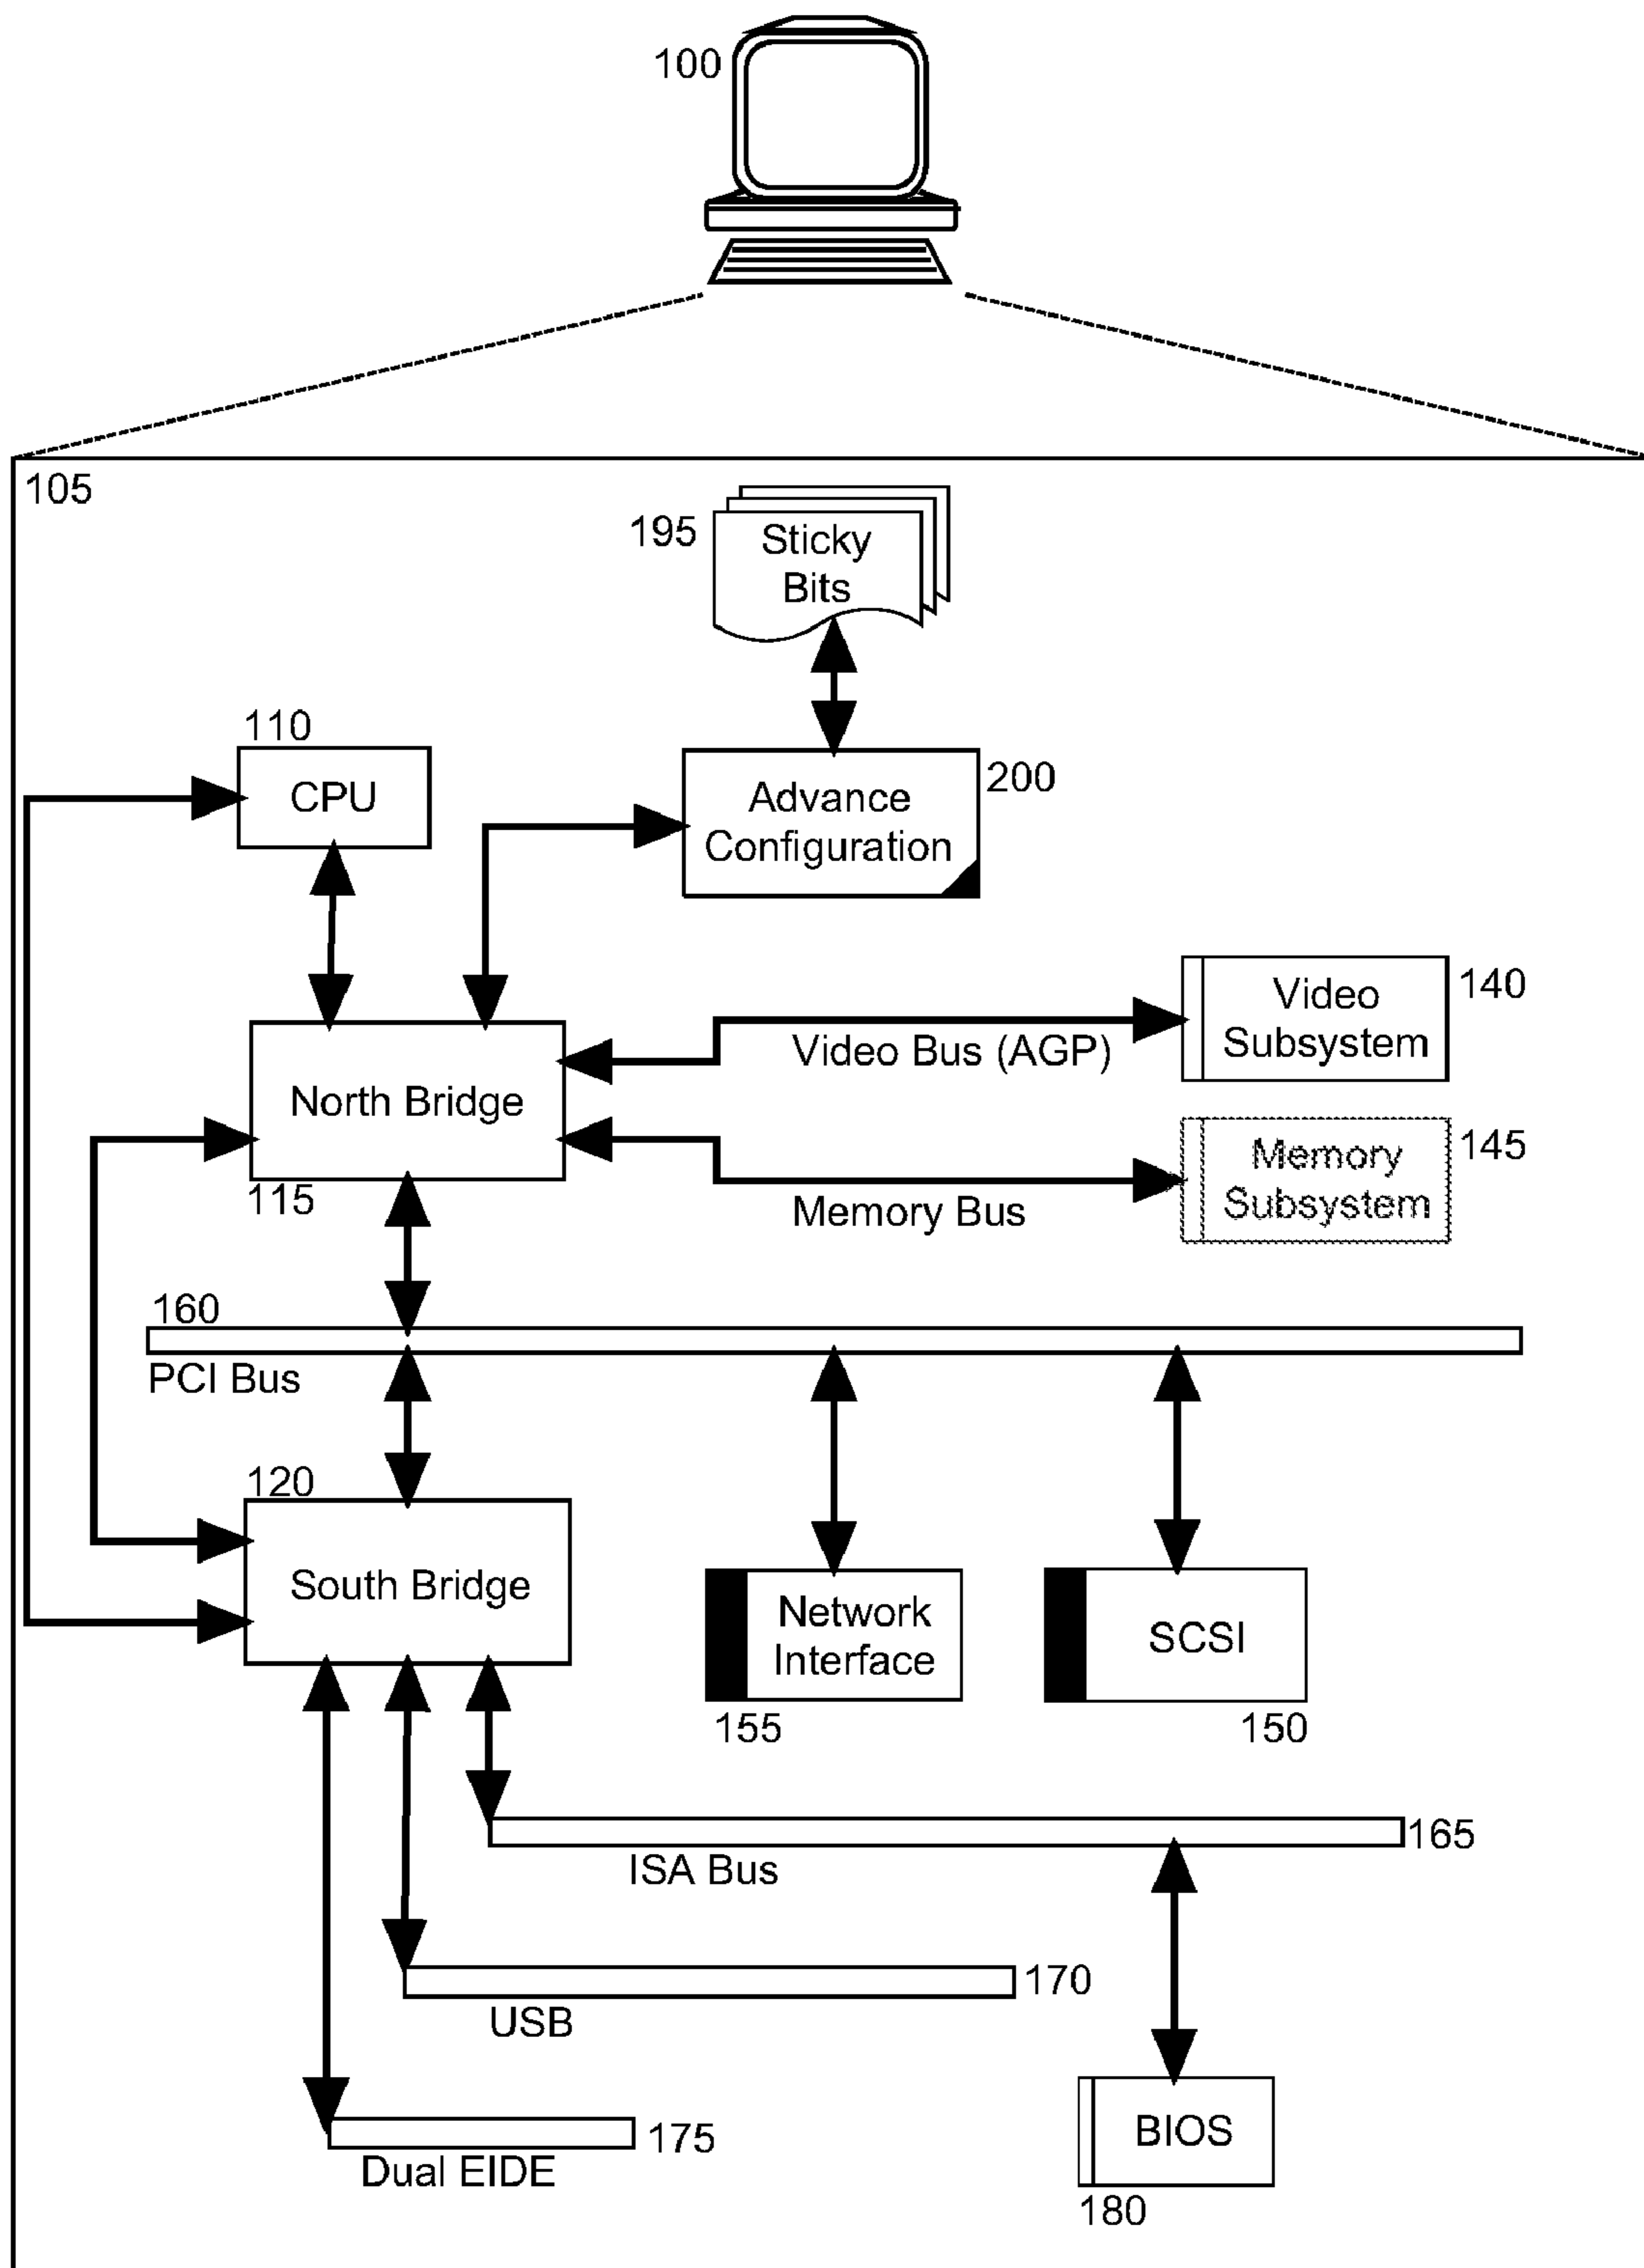 100
105
195
Sticky
Bits
110
CPU
Advance
Configuration
200
Video
Subsystem
140
Video Bus (AGP)
North Bridge
115
Memory
Subsystem
145
Memory Bus
160
PCI Bus
120
South Bridge
Network
Interface
155
SCSI
150
165
ISA Bus
170
USB
175
Dual EIDE
BIOS
180